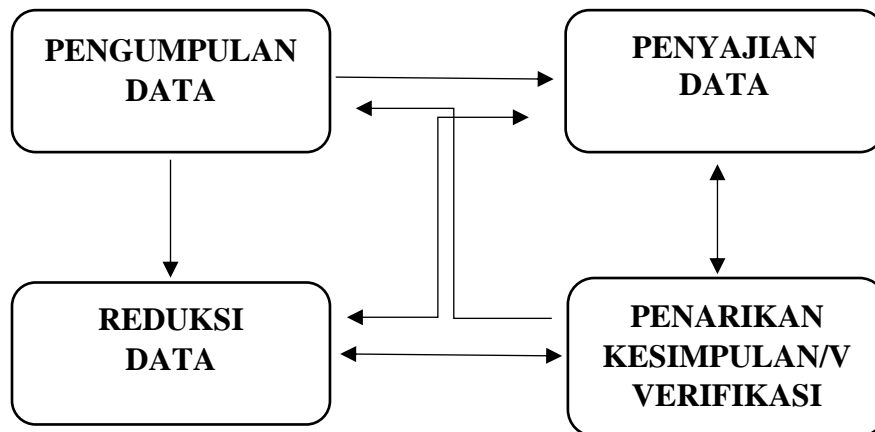 PENGUMPULAN
DATA
PENYAJIAN
DATA
REDUKSI
DATA
PENARIKAN
KESIMPULAN/V
VERIFIKASI